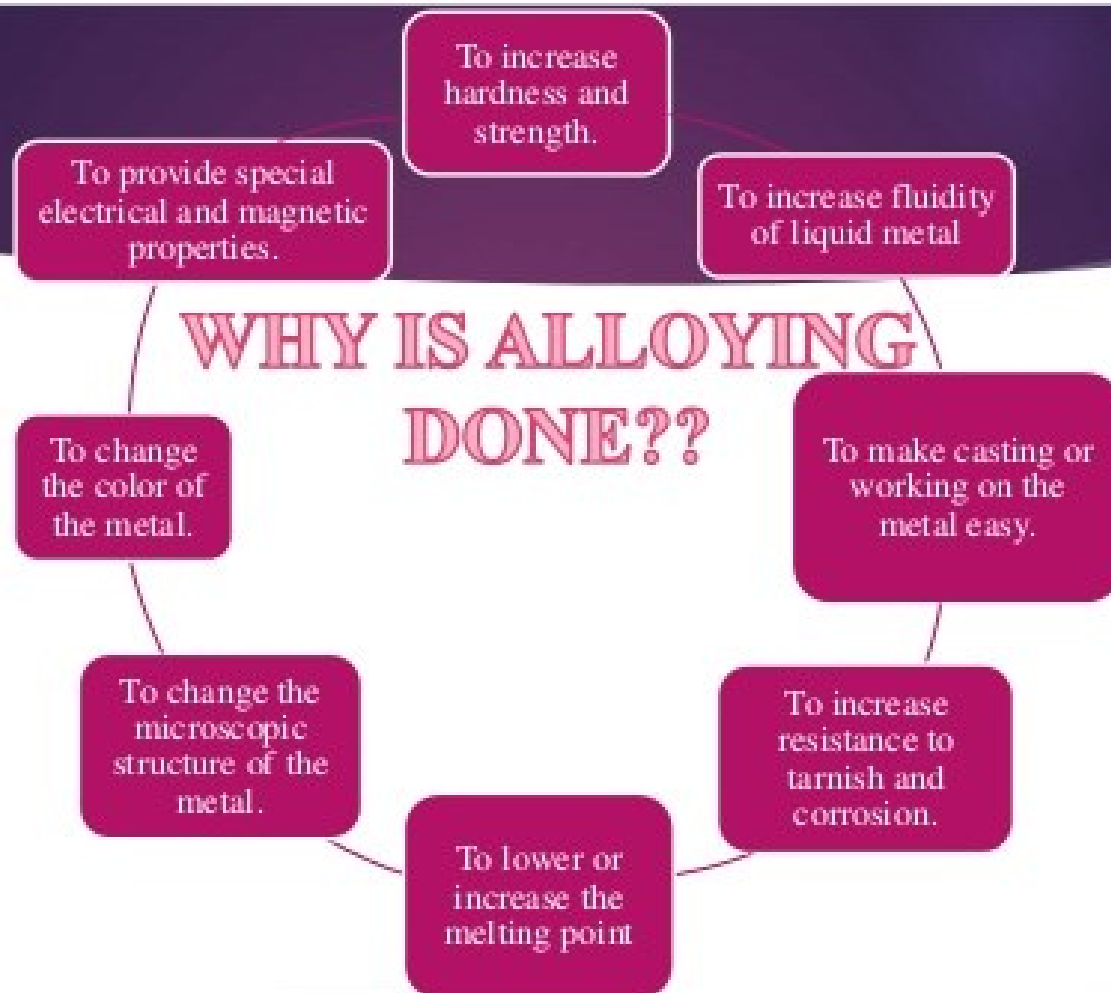 WHY IS ALLOYING
DONE??
To increase
hardness and
strength.
To increase fluidity
of liquid metal
To make casting or
working on the
metal easy.
To increase
resistance to
tarnish and
corrosion.
To lower or
increase the
melting point
To change the
microscopic
structure of the
metal.
To change
the color of
the metal.
To provide special
electrical and magnetic
properties.